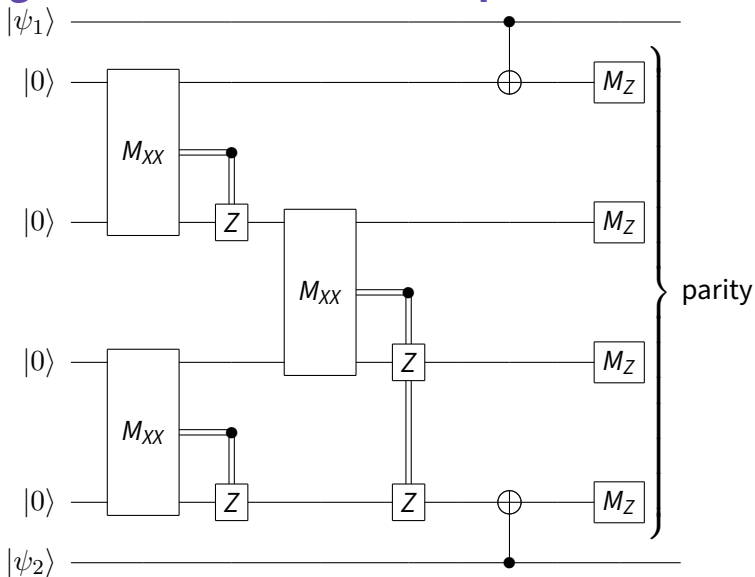 |ψ₁⟩
|0⟩ M_Z
M_XX
|0⟩ Z M_Z
M_XX parity
|0⟩ Z M_Z
M_XX
|0⟩ Z Z M_Z
|ψ₂⟩